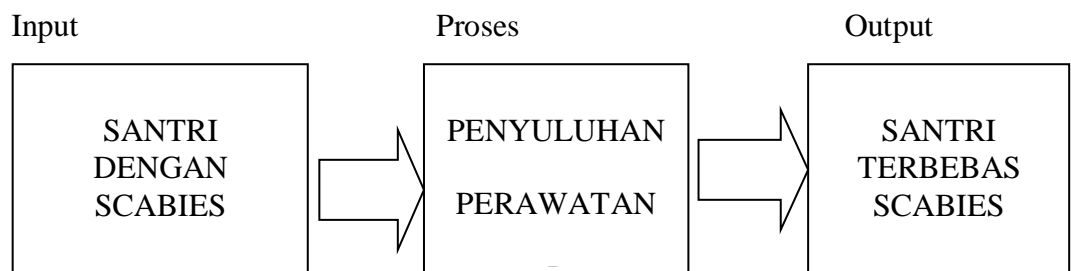 Input Proses Output
SANTRI
DENGAN
SCABIES
PENYULUHAN
PERAWATAN
SANTRI
TERBEBAS
SCABIES